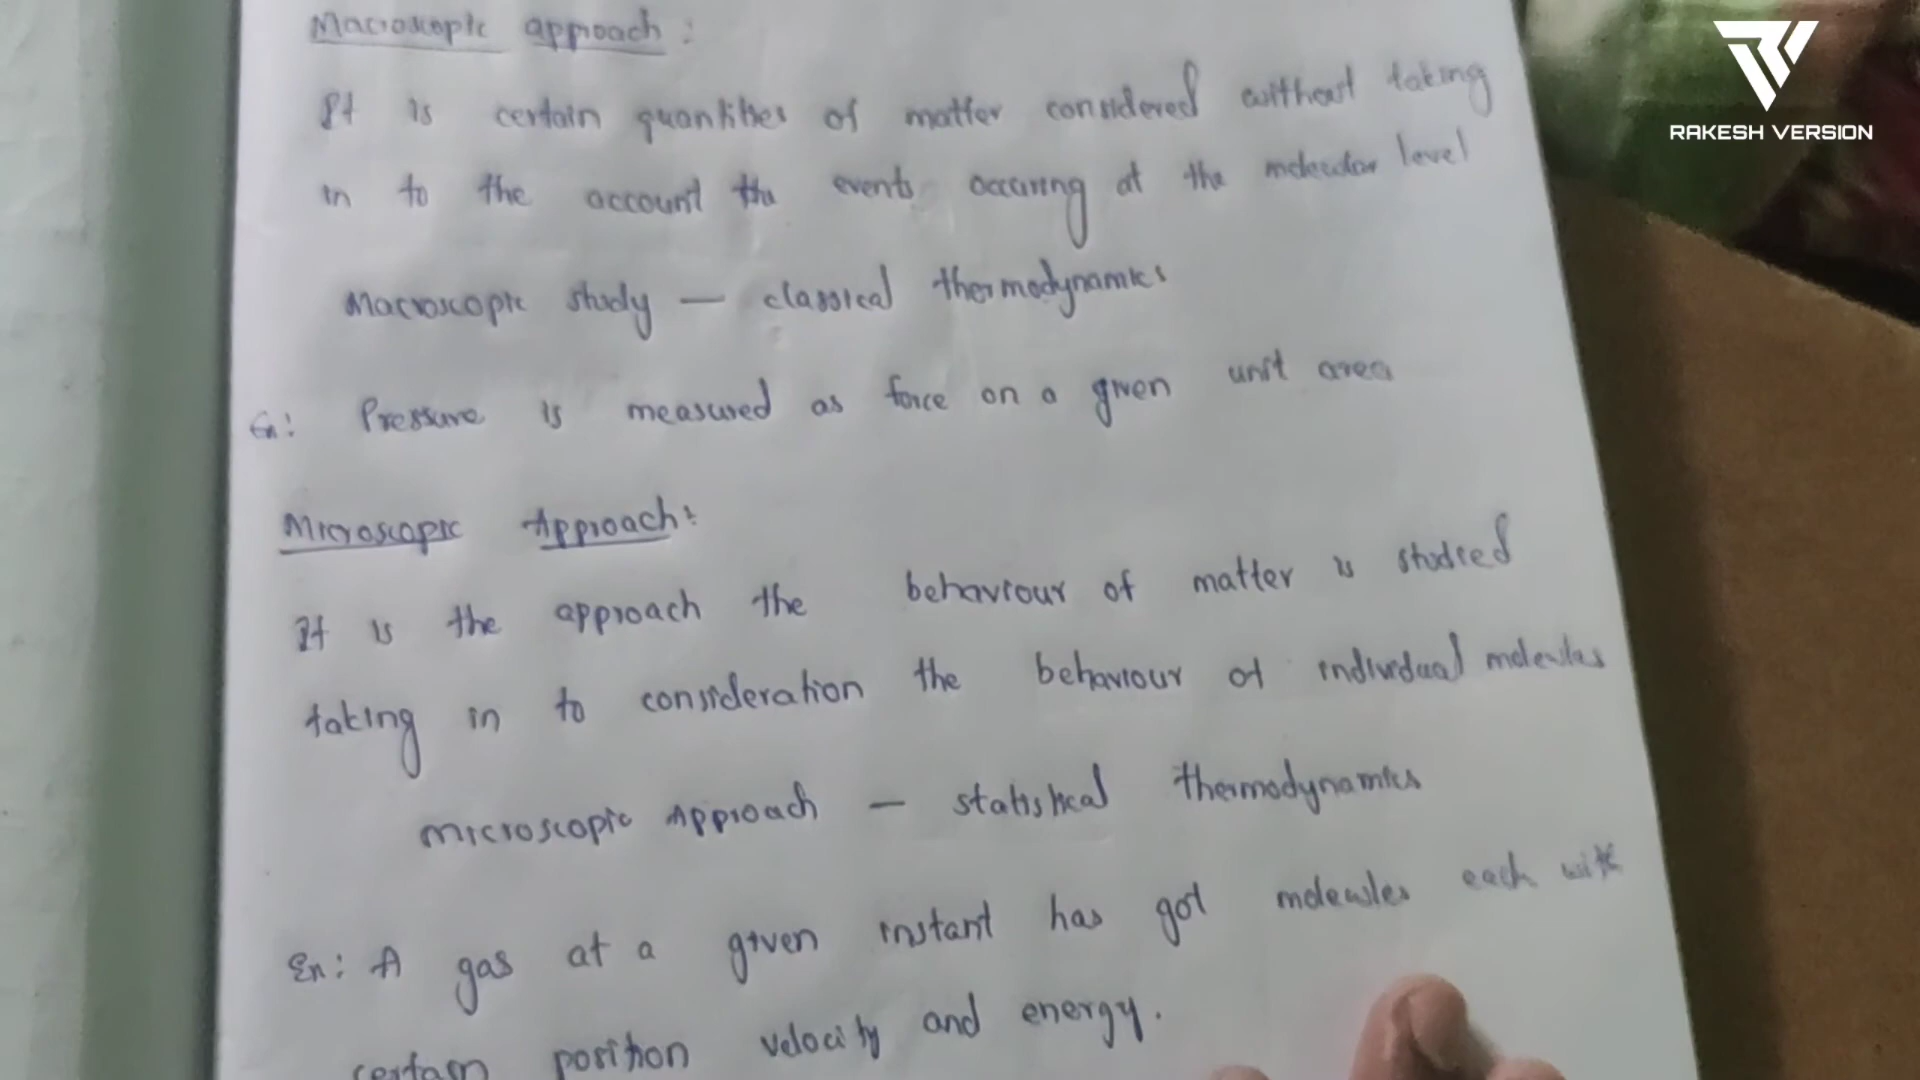 Macroscopic approach:
RAKESH VERSION
It is certain quantities of matter considered without taking
in to the account the events occuring at the molecular level
Macroscopic study — classical thermodynamics
Ex: Pressure is measured as force on a given unit area
Microscopic Approach:
It is the approach the behaviour of matter is studied
taking in to consideration the behaviour of individual molecules
microscopic Approach — statistical thermodynamics
Ex: A gas at a given instant has got molecules each with
certain position velocity and energy.